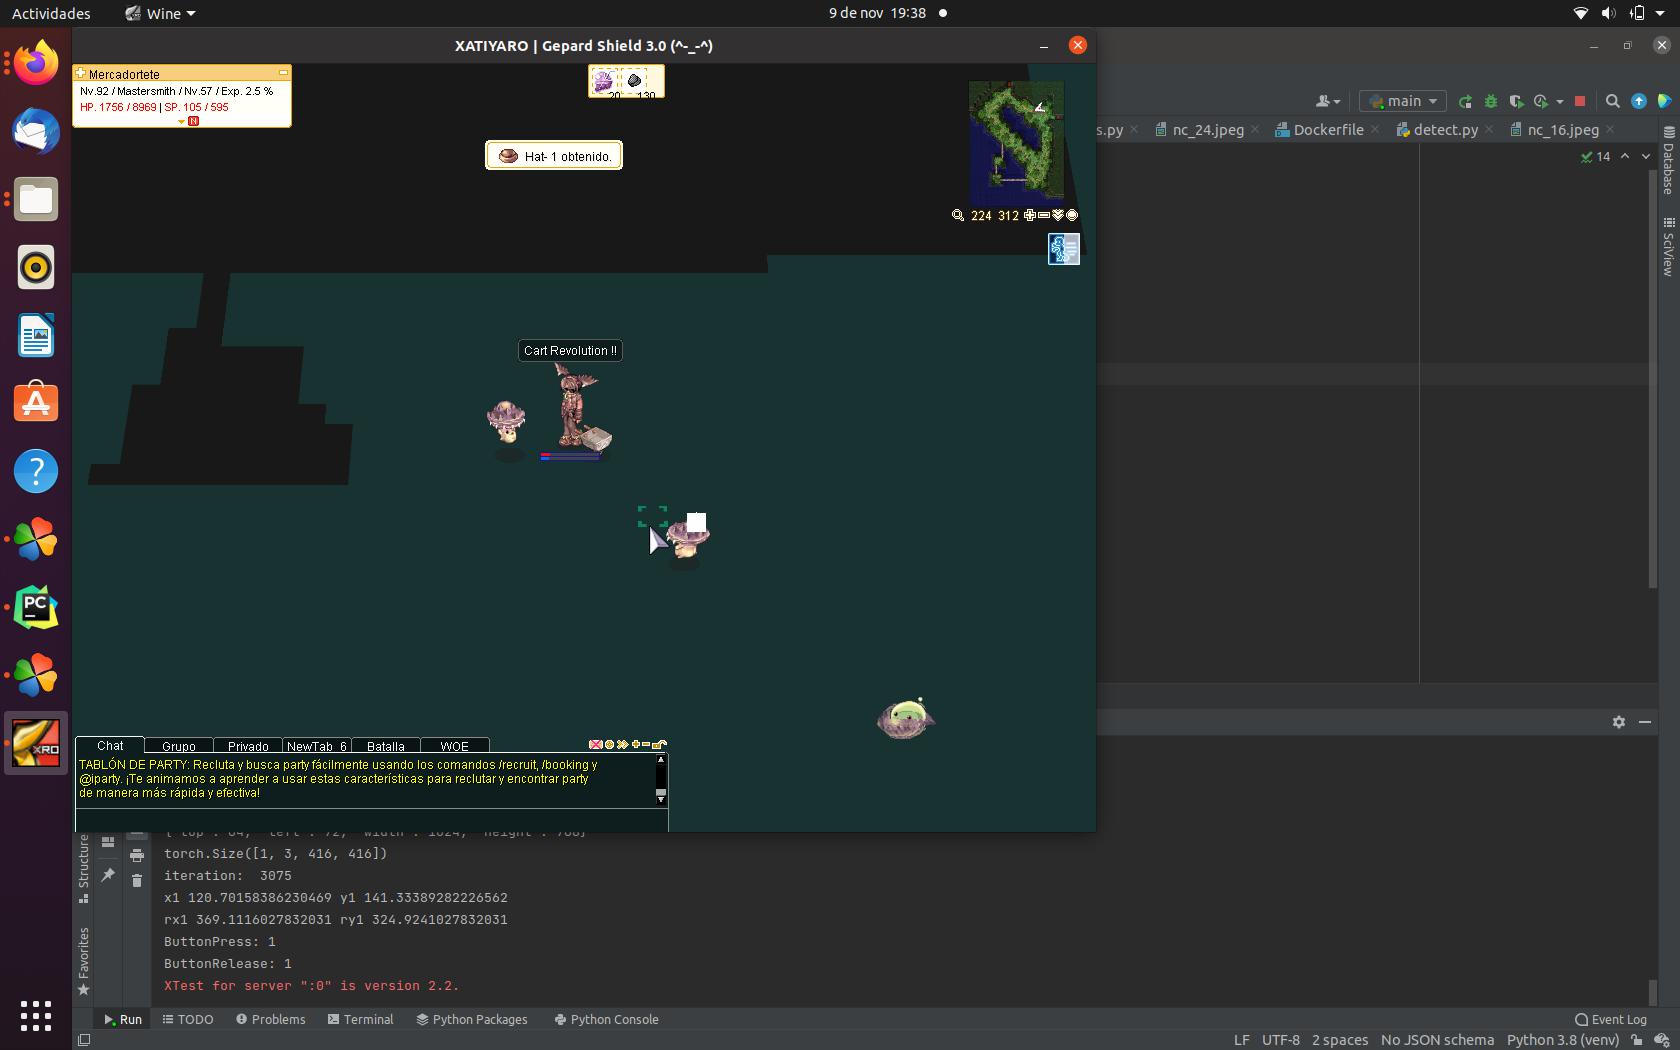 Actividades
Wine
9 de nov 19:38
XATIYARO | Gepard Shield 3.0 (^-_-^)
Mercadortete
Nv.92 / Mastersmith / Nv.57 / Exp. 2.5 %
HP. 1756 / 8969 | SP. 105 / 595
N
20 130
Hat- 1 obtenido.
224 312
main
s.py
nc_24.jpeg
Dockerfile
detect.py
nc_16.jpeg
14
Database
SciView
Cart Revolution !!
PC
XRO
Chat
Grupo
Privado
NewTab 6
Batalla
WOE
TABLÓN DE PARTY: Recluta y busca party fácilmente usando los comandos /recruit, /booking y
@iparty. ¡Te animamos a aprender a usar estas características para reclutar y encontrar party
de manera más rápida y efectiva!
Structure
Favorites
torch.Size([1, 3, 416, 416])
iteration:  3075
x1 120.70158386230469 y1 141.33389282226562
rx1 369.1116027832031 ry1 324.9241027832031
ButtonPress: 1
ButtonRelease: 1
XTest for server ":0" is version 2.2.
Run
TODO
Problems
Terminal
Python Packages
Python Console
Event Log
LF UTF-8 2 spaces No JSON schema Python 3.8 (venv)